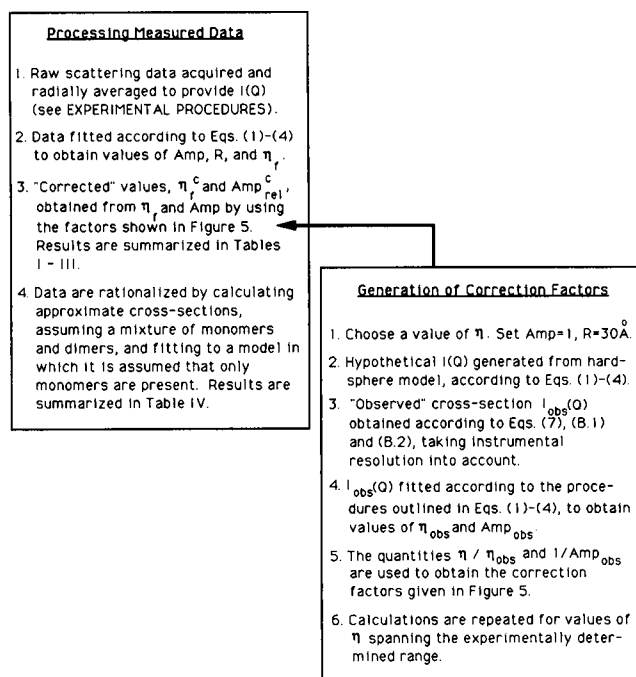 Processing Measured Data
1. Raw scattering data acquired and
radially averaged to provide I(Q)
(see EXPERIMENTAL PROCEDURES).
2. Data fitted according to Eqs. (1)-(4)
to obtain values of Amp, R, and η_f.
3. "Corrected" values, η_f^c and Amp_rel^c,
obtained from η_f and Amp by using
the factors shown in Figure 5.
Results are summarized in Tables
I - III.
4. Data are rationalized by calculating
approximate cross-sections,
assuming a mixture of monomers
and dimers, and fitting to a model in
which it is assumed that only
monomers are present. Results are
summarized in Table IV.
Generation of Correction Factors
1. Choose a value of η. Set Amp=1, R=30Å.
2. Hypothetical I(Q) generated from hard-
sphere model, according to Eqs. (1)-(4).
3. "Observed" cross-section I_obs(Q)
obtained according to Eqs. (7), (B.1)
and (B.2), taking instrumental
resolution into account.
4. I_obs(Q) fitted according to the proce-
dures outlined in Eqs. (1)-(4), to obtain
values of η_obs and Amp_obs.
5. The quantities η / η_obs and 1/Amp_obs
are used to obtain the correction
factors given in Figure 5.
6. Calculations are repeated for values of
η spanning the experimentally deter-
mined range.